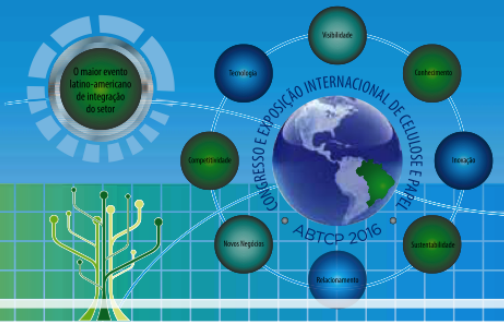 O maior evento
latino-americano
de integração
do setor
Visibilidade
Tecnologia
Conhecimento
CONGRESSO E EXPOSIÇÃO INTERNACIONAL DE CELULOSE E PAPEL
Competitividade
Inovação
ABTCP 2016
Novos Negócios
Sustentabilidade
Relacionamento